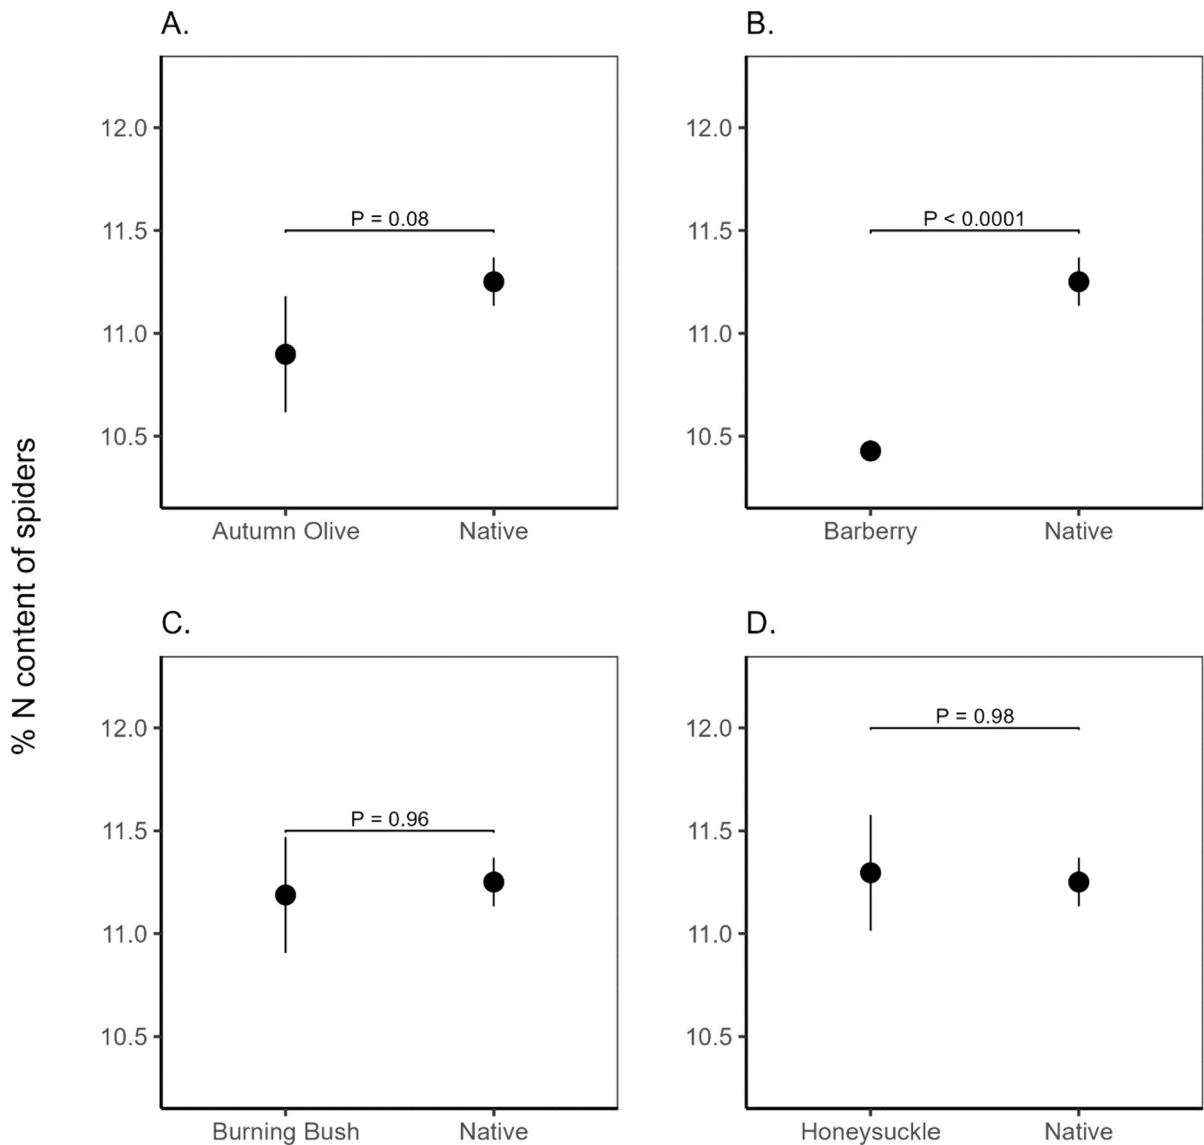 A.
12.0
11.5
11.0
10.5
P = 0.08
Autumn Olive Native
B.
12.0
11.5
11.0
10.5
P < 0.0001
Barberry Native
% N content of spiders
C.
12.0
11.5
11.0
10.5
P = 0.96
Burning Bush Native
D.
12.0
11.5
11.0
10.5
P = 0.98
Honeysuckle Native